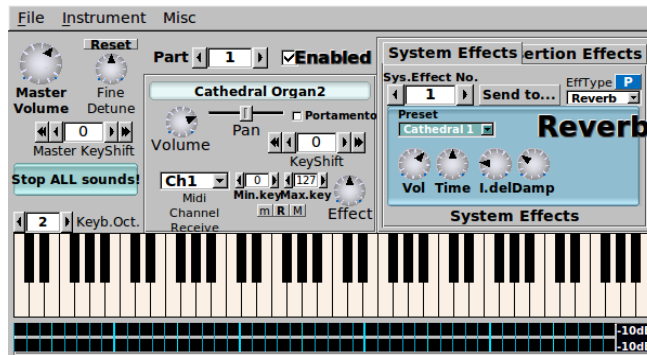 File Instrument Misc
Reset
Part 1 Enabled
System Effects ertion Effects
Master Volume
Fine Detune
Cathedral Organ2
Sys.Effect No.
1 Send to...
EffType P
Reverb
Volume
Pan
Portamento
Preset
Cathedral 1
Reverb
0
Master KeyShift
0
KeyShift
Vol Time I.del Damp
Stop ALL sounds!
Ch1
0 127
Min.key Max.key
m R M
Effect
Midi
Channel
Receive
System Effects
2 Keyb.Oct.
-10dB
-10dB